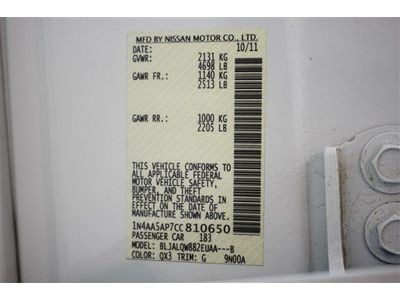 MFD BY NISSAN MOTOR CO., LTD.
DATE: 10/11
GVWR: 2131 KG
4698 LB
GAWR FR.: 1140 KG
2513 LB
GAWR RR.: 1000 KG
2205 LB
THIS VEHICLE CONFORMS TO
ALL APPLICABLE FEDERAL
MOTOR VEHICLE SAFETY,
BUMPER, AND THEFT
PREVENTION STANDARDS IN
EFFECT ON THE DATE OF
MANUFACTURE SHOWN ABOVE.
1N4AA5AP7CC810650
PASSENGER CAR 183
MODEL: BLJALQW882EUAA---B
COLOR: QX3 TRIM: G 9N00A